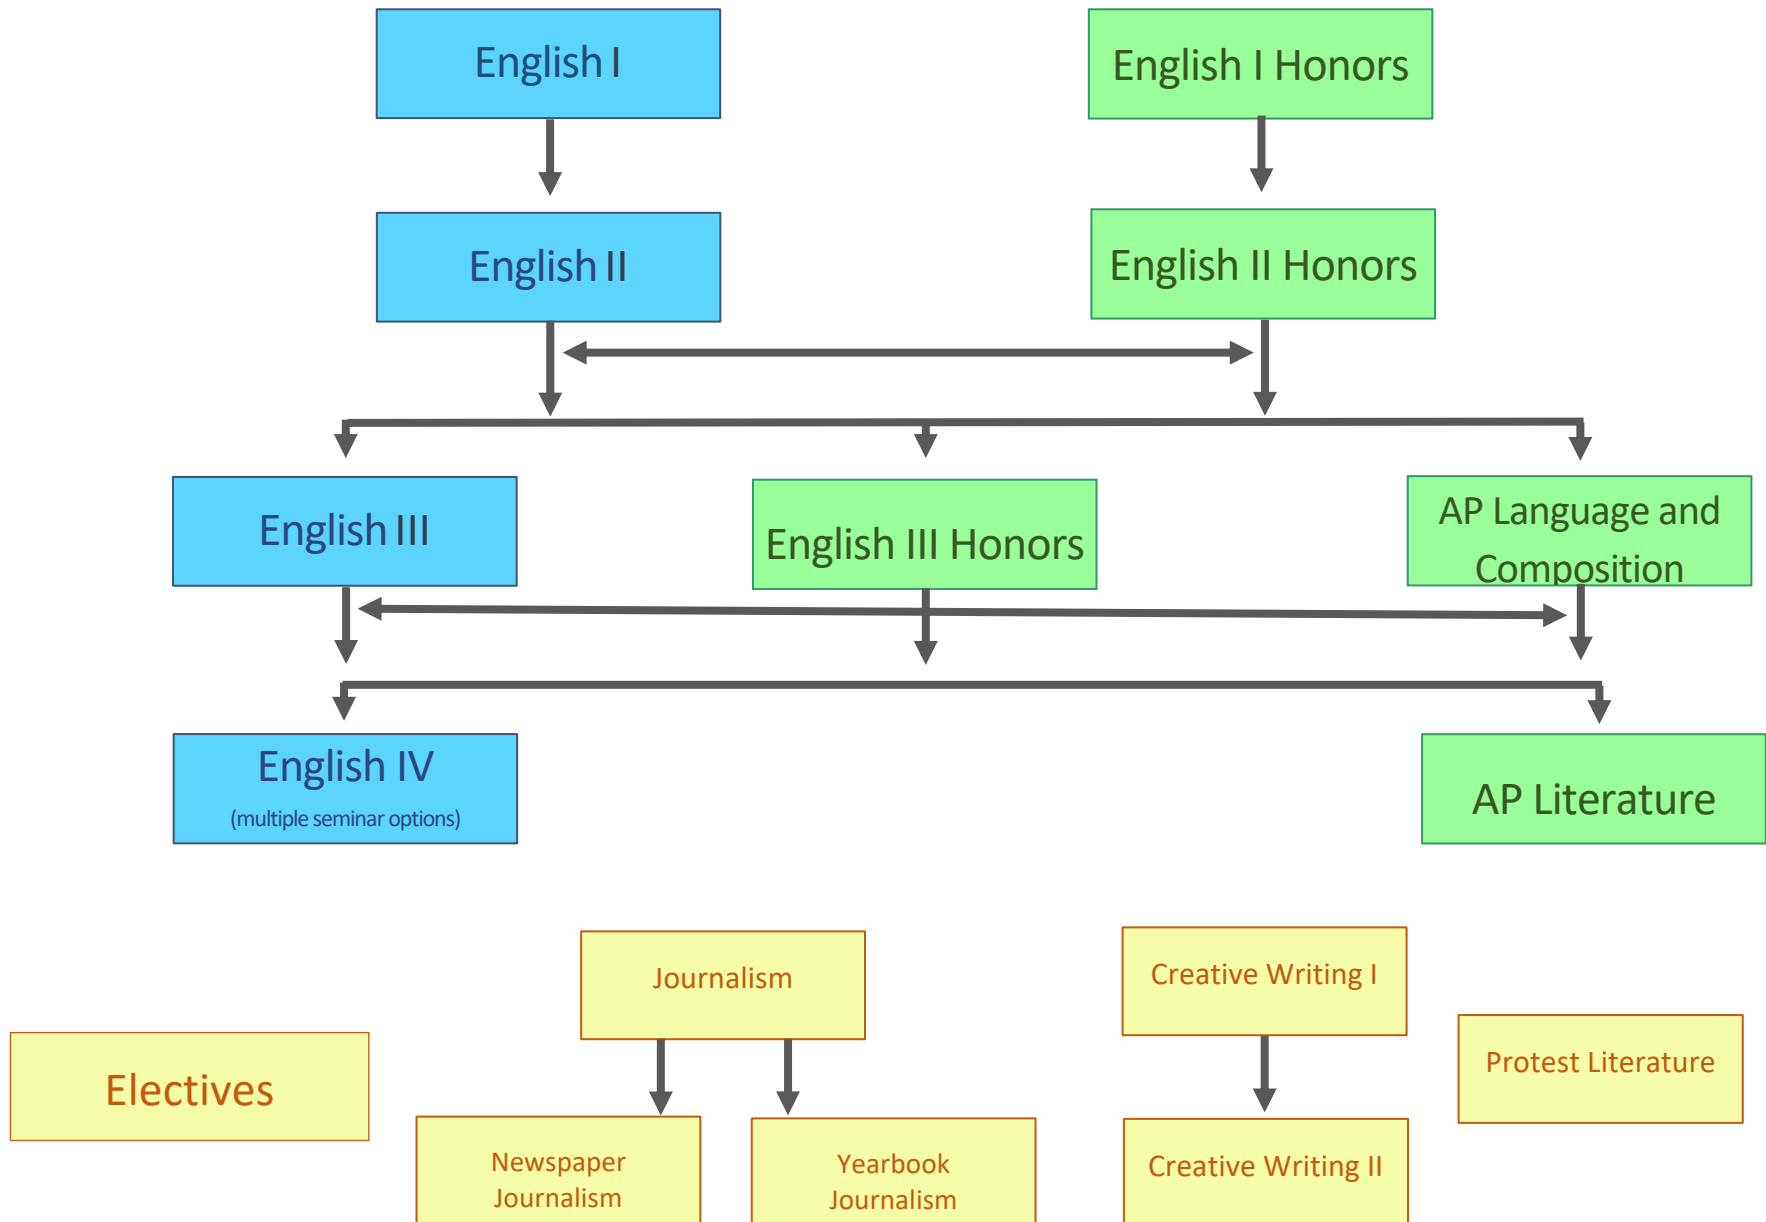 English I
English I Honors
English II
English II Honors
English III
English III Honors
AP Language and
Composition
English IV
(multiple seminar options)
AP Literature
Electives
Journalism
Newspaper
Journalism
Yearbook
Journalism
Creative Writing I
Creative Writing II
Protest Literature